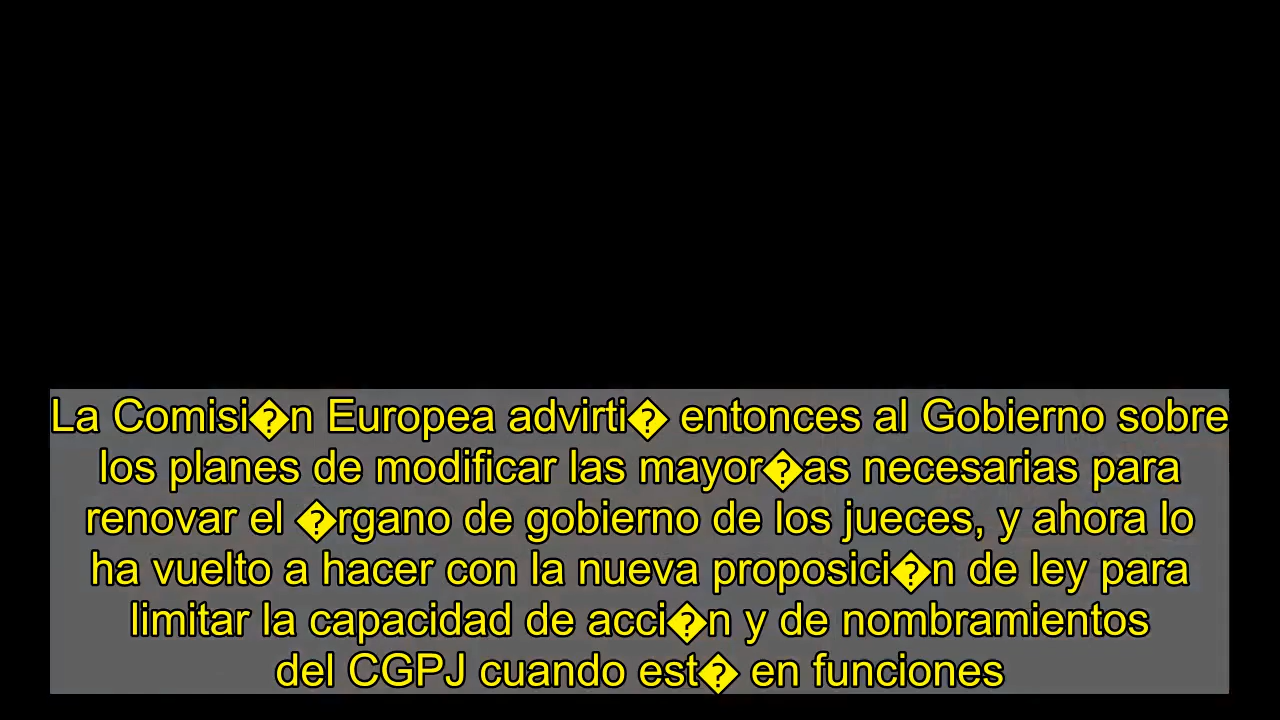 La Comisi�n Europea advirti� entonces al Gobierno sobre
los planes de modificar las mayor�as necesarias para
renovar el �rgano de gobierno de los jueces, y ahora lo
ha vuelto a hacer con la nueva proposici�n de ley para
limitar la capacidad de acci�n y de nombramientos
del CGPJ cuando est� en funciones